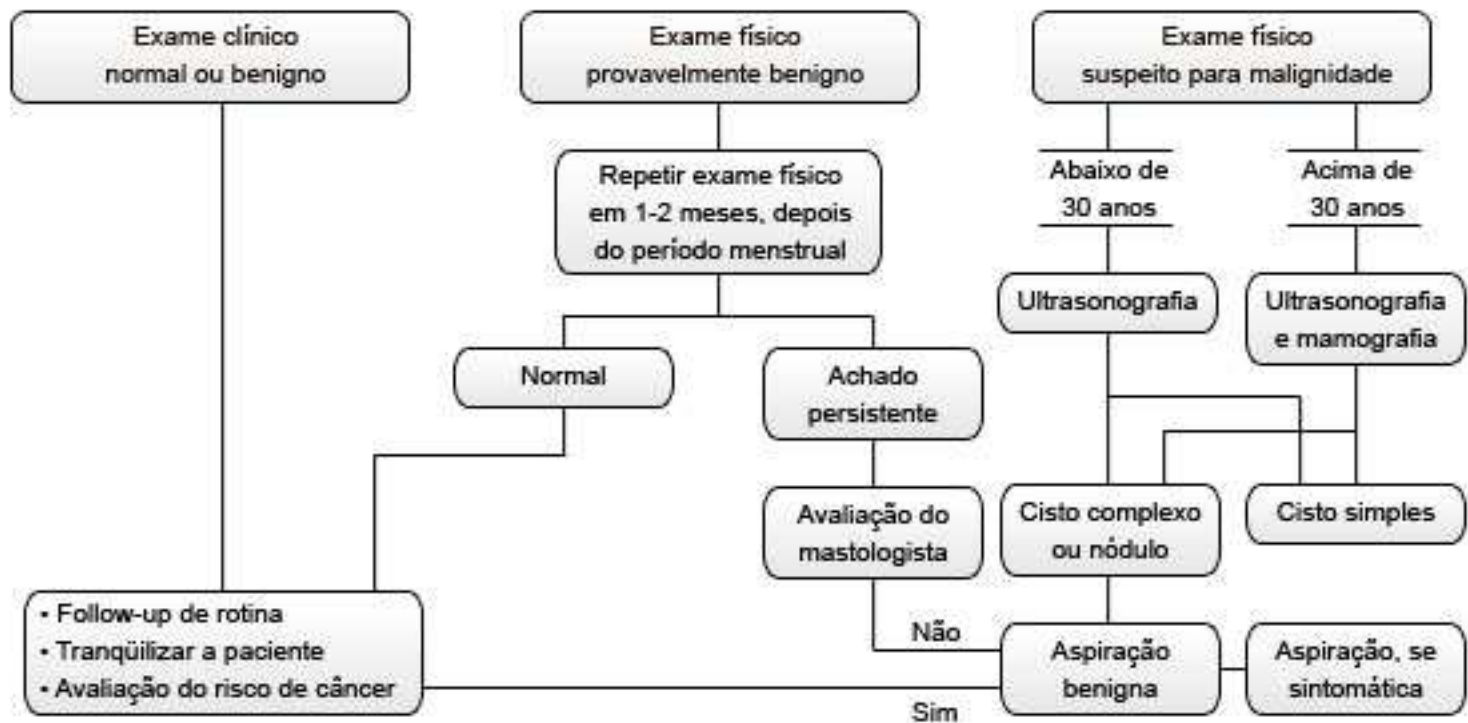 Exame clínico
normal ou benigno
Exame físico
provavelmente benigno
Exame físico
suspeito para malignidade
Repetir exame físico
em 1-2 meses, depois
do período menstrual
Abaixo de
30 anos
Acima de
30 anos
Ultrasonografia
Ultrasonografia
e mamografia
Normal
Achado
persistente
Avaliação do
mastologista
Cisto complexo
ou nódulo
Cisto simples
• Follow-up de rotina
• Tranqüilizar a paciente
• Avaliação do risco de câncer
Não
Sim
Aspiração
benigna
Aspiração, se
sintomática